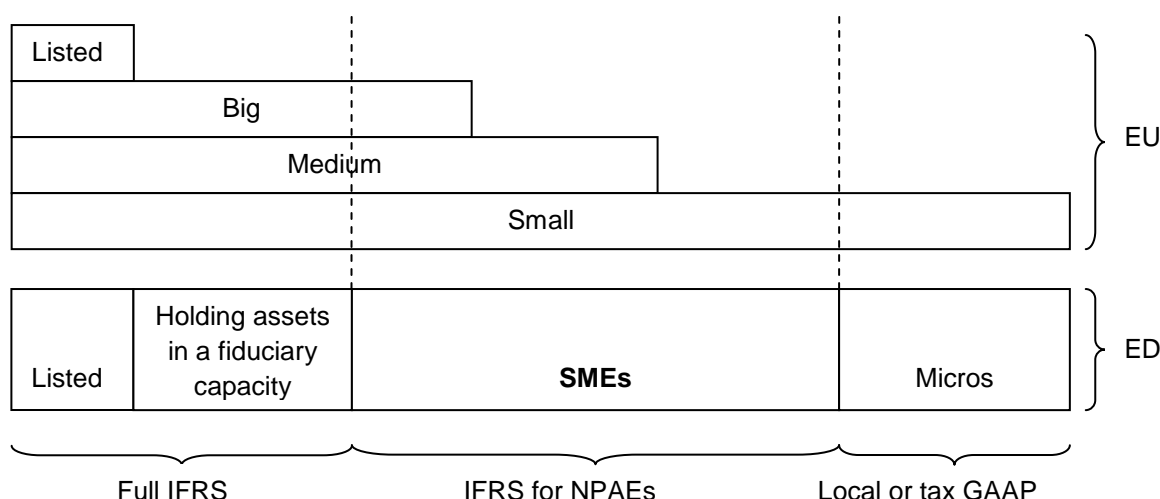 Listed
Big
Medium
Small
EU
Holding assets
in a fiduciary
capacity
Listed
SMEs
Micros
ED
Full IFRS
IFRS for NPAEs
Local or tax GAAP